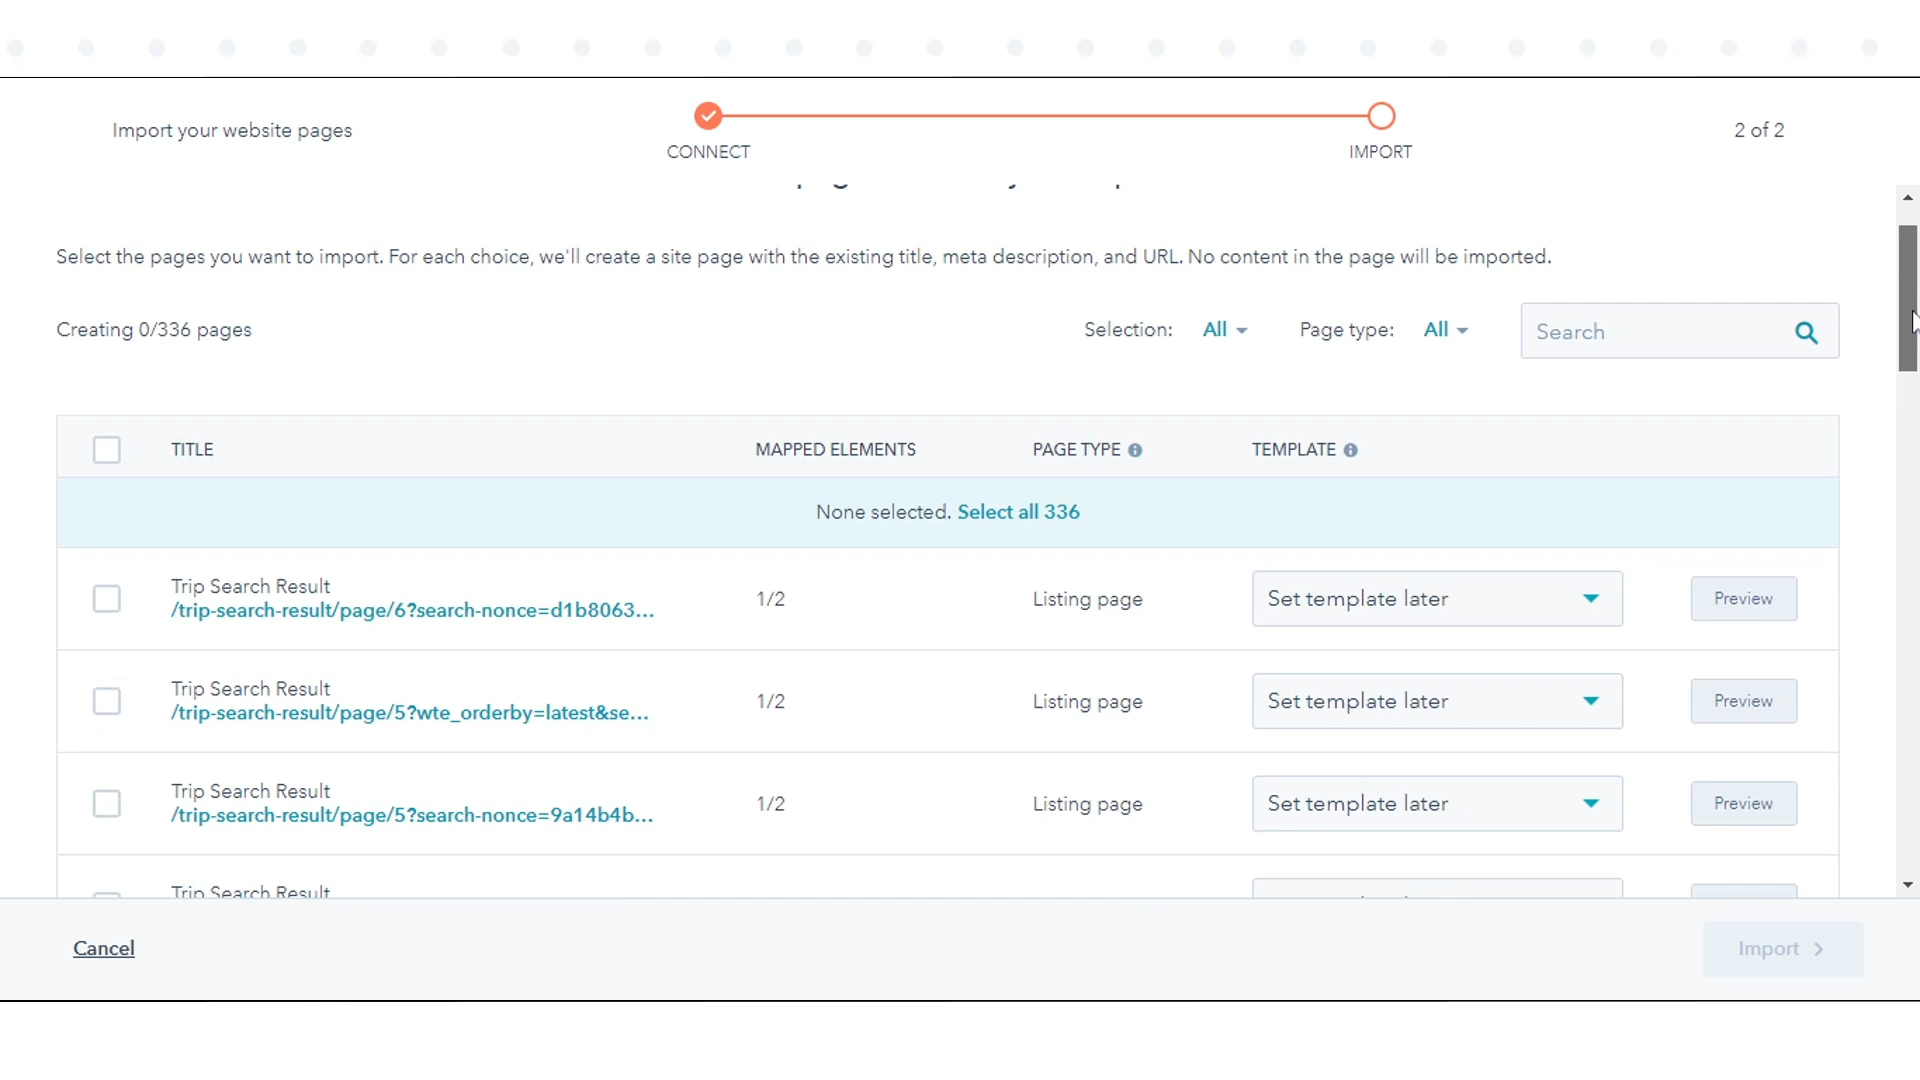 Import your website pages
CONNECT
IMPORT
2 of 2
Select the pages you want to import. For each choice, we'll create a site page with the existing title, meta description, and URL. No content in the page will be imported.
Creating 0/336 pages
Selection: All
Page type: All
Search
TITLE MAPPED ELEMENTS PAGE TYPE TEMPLATE
None selected. Select all 336
Trip Search Result
/trip-search-result/page/6?search-nonce=d1b8063...
1/2 Listing page Set template later Preview
Trip Search Result
/trip-search-result/page/5?wte_orderby=latest&se...
1/2 Listing page Set template later Preview
Trip Search Result
/trip-search-result/page/5?search-nonce=9a14b4b...
1/2 Listing page Set template later Preview
Trip Search Result
Cancel
Import